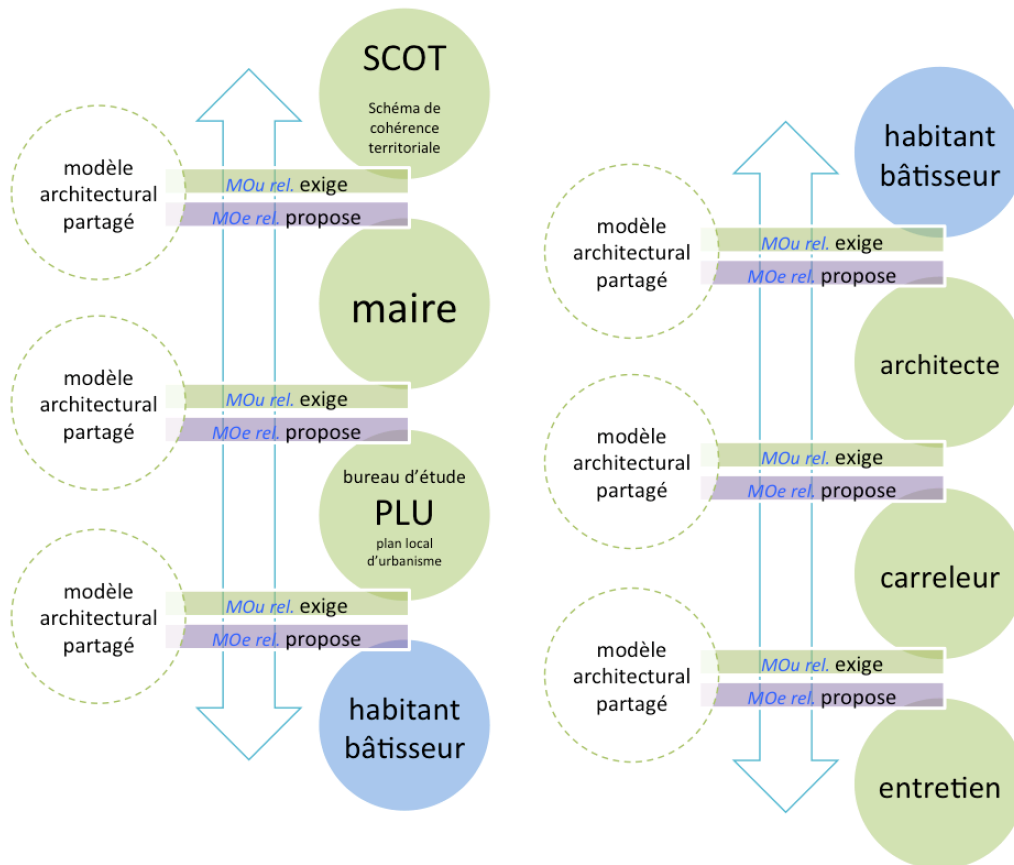 SCOT
Schéma de
cohérence
territoriale
modèle
architectural
partagé
MOu rel. exige
MOe rel. propose
maire
modèle
architectural
partagé
MOu rel. exige
MOe rel. propose
bureau d’étude
PLU
plan local
d’urbanisme
modèle
architectural
partagé
MOu rel. exige
MOe rel. propose
habitant
bâtisseur
habitant
bâtisseur
modèle
architectural
partagé
MOu rel. exige
MOe rel. propose
architecte
modèle
architectural
partagé
MOu rel. exige
MOe rel. propose
carreleur
modèle
architectural
partagé
MOu rel. exige
MOe rel. propose
entretien